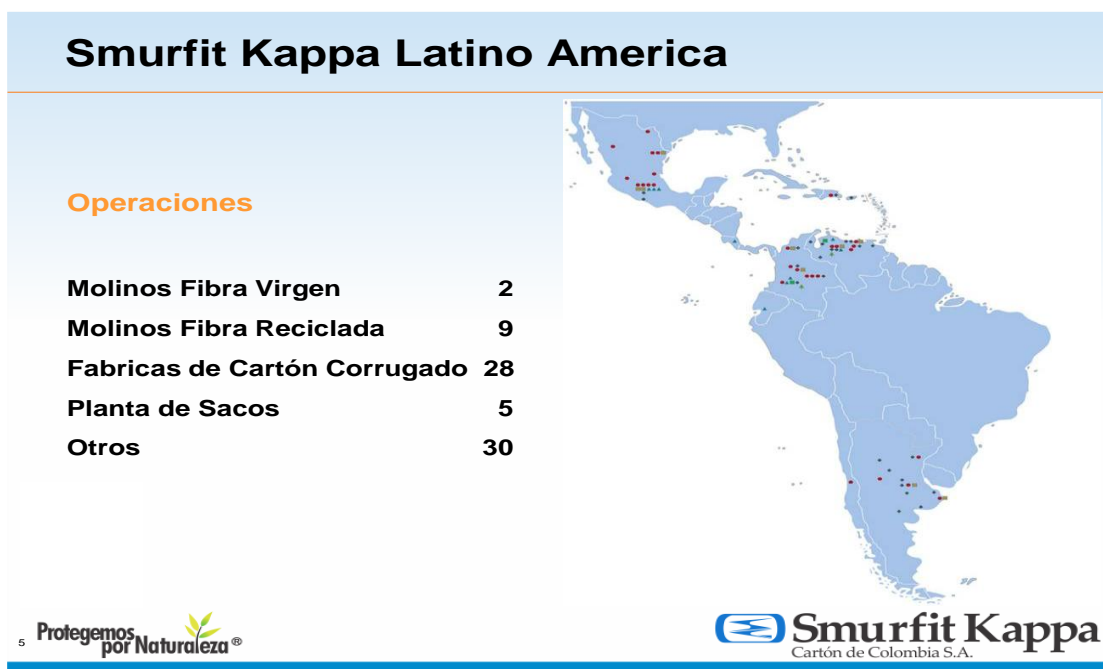 Smurfit Kappa Latino America
Operaciones
Molinos Fibra Virgen 2
Molinos Fibra Reciclada 9
Fabricas de Cartón Corrugado 28
Planta de Sacos 5
Otros 30
5
Protegemos
por Naturaleza ®
Smurfit Kappa
Cartón de Colombia S.A.